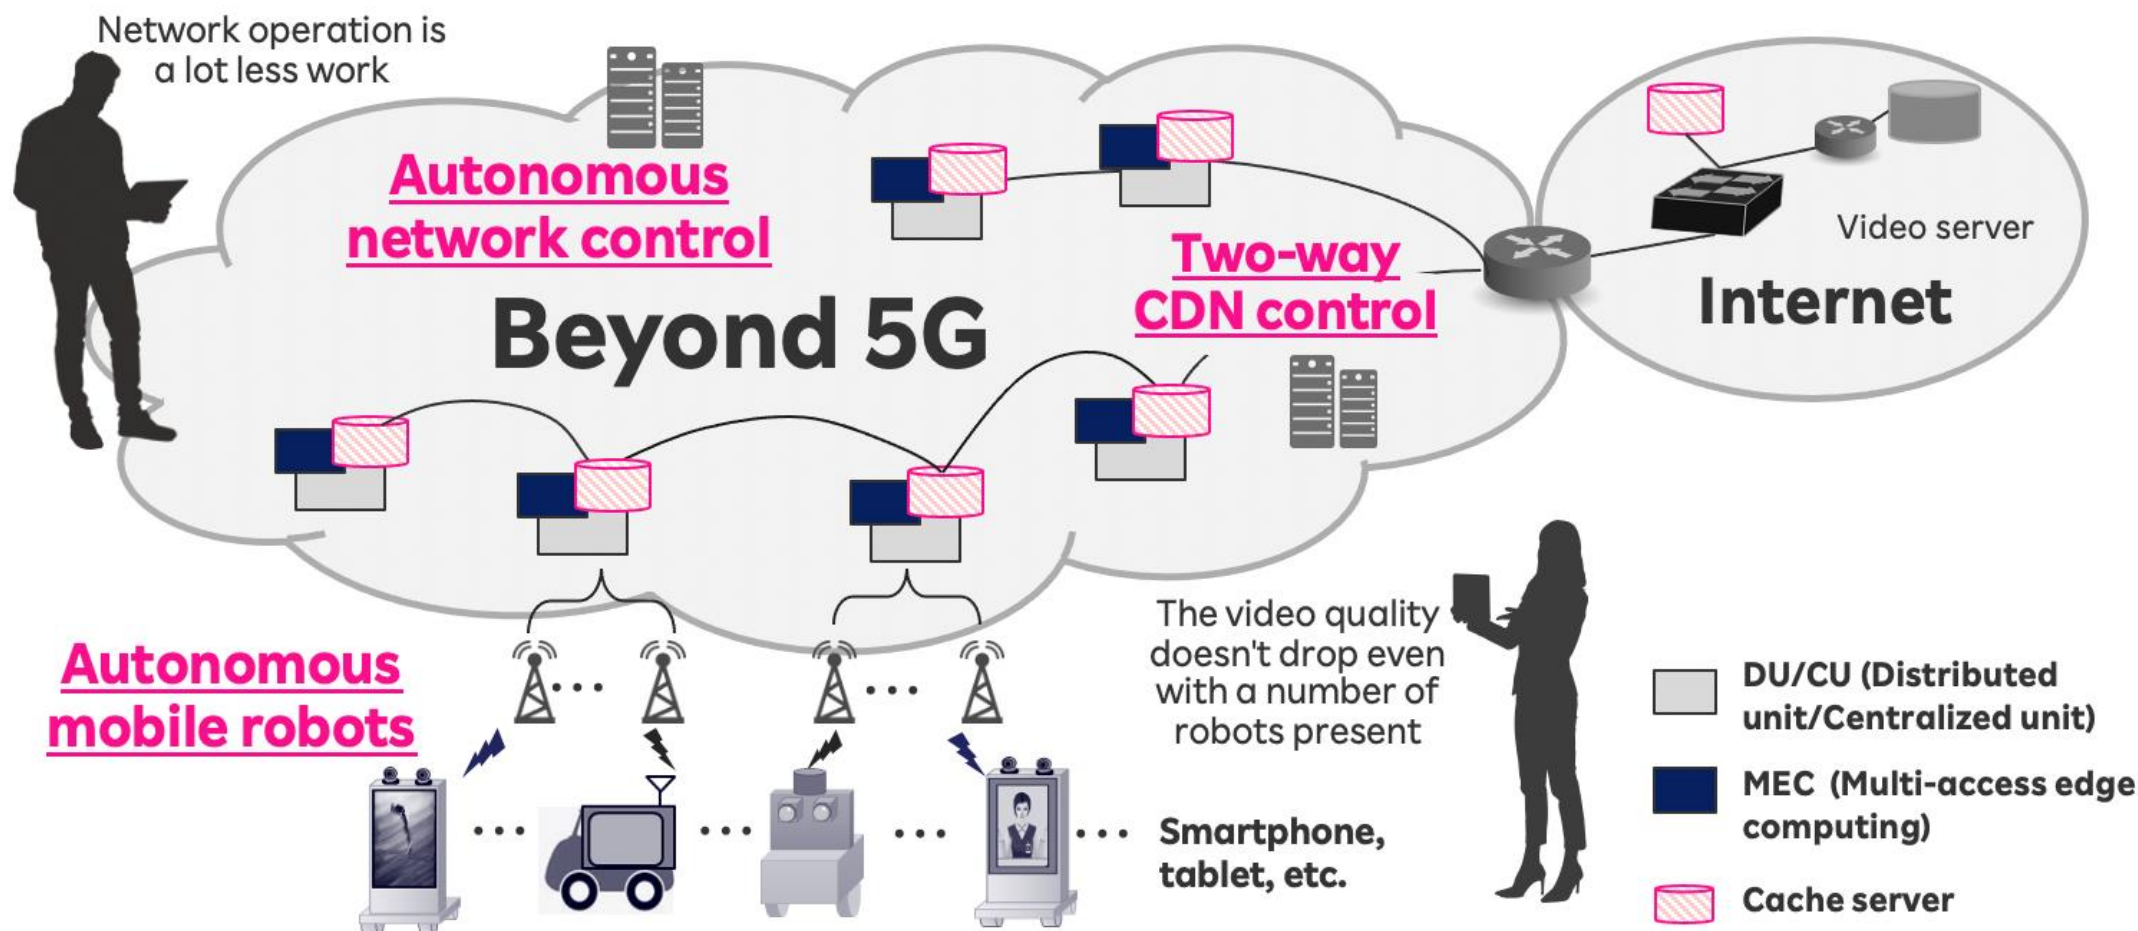 Network operation is
a lot less work
Autonomous
network control
Beyond 5G
Two-way
CDN control
Video server
Internet
Autonomous
mobile robots
The video quality
doesn't drop even
with a number of
robots present
Smartphone,
tablet, etc.
DU/CU (Distributed
unit/Centralized unit)
MEC (Multi-access edge
computing)
Cache server